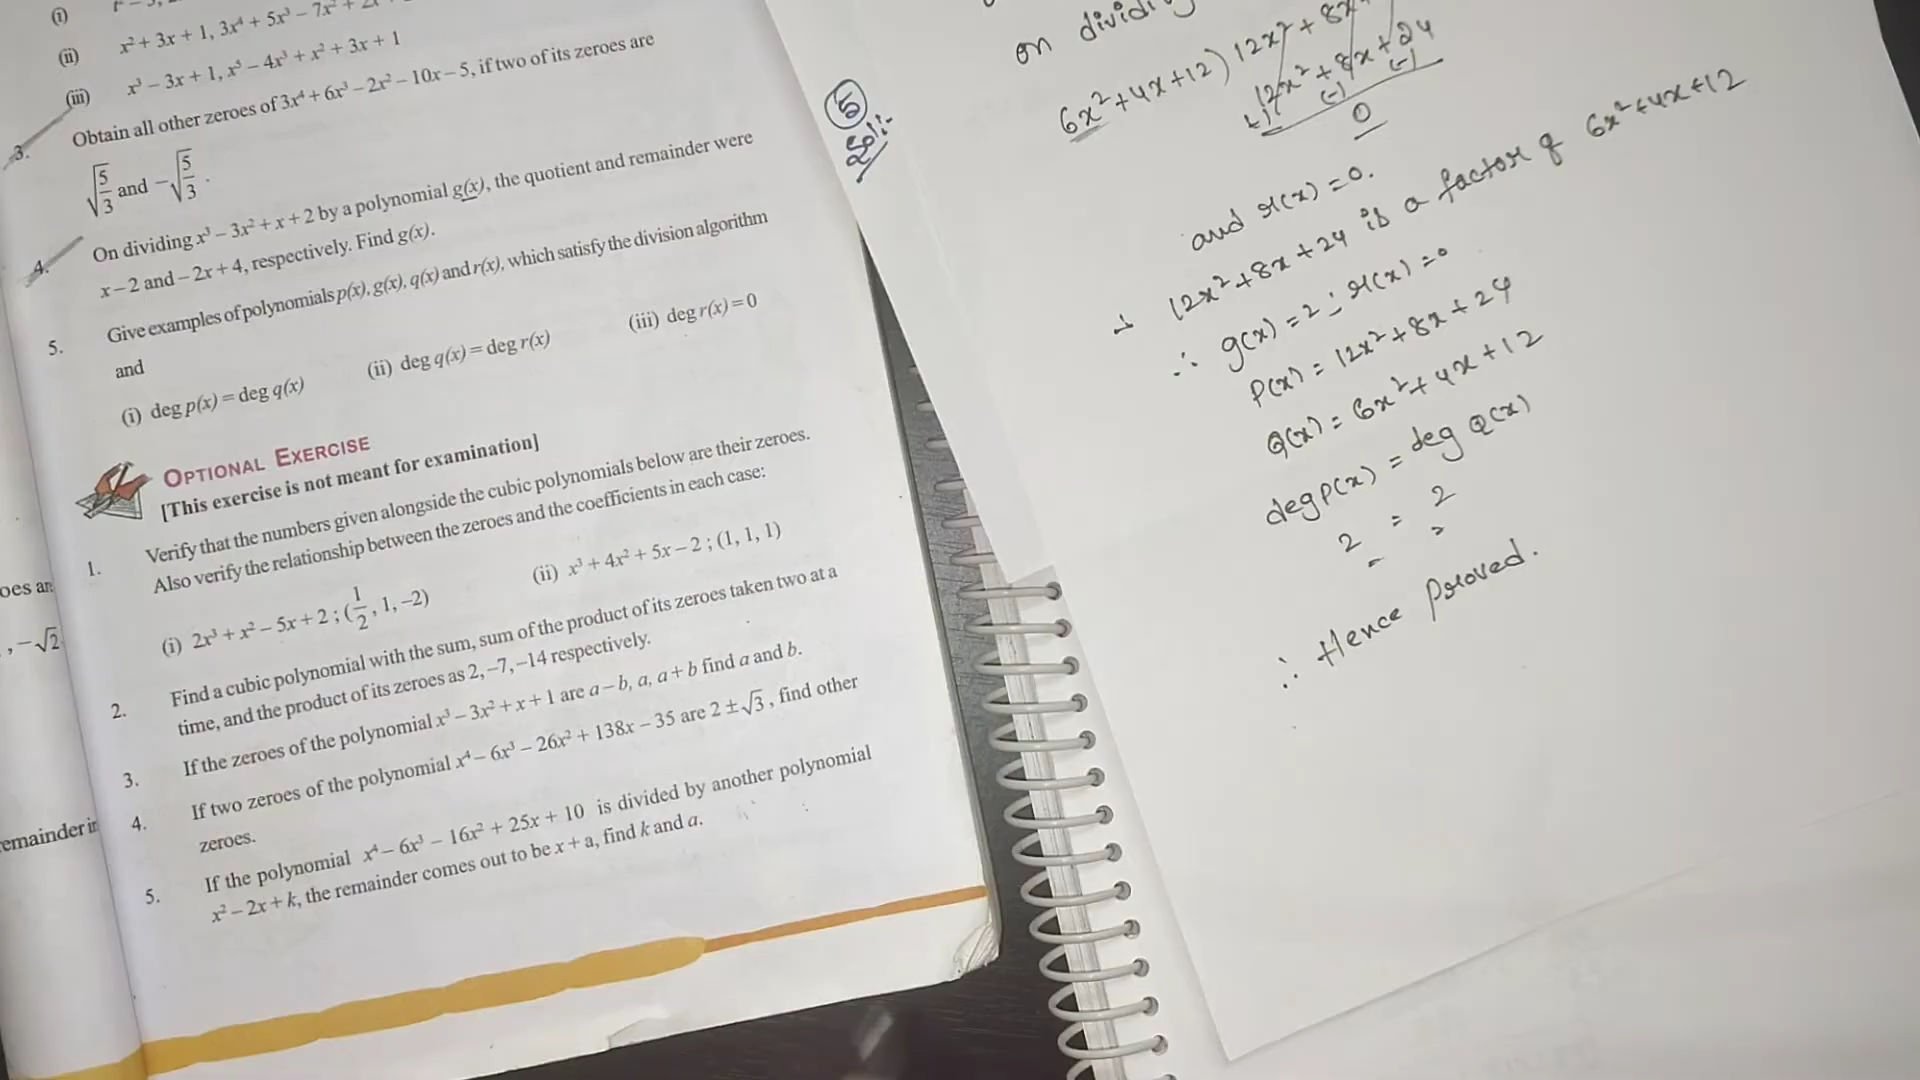 (i)
(ii) x² + 3x + 1, 3x⁴ + 5x³ – 7x² + 2x
(iii) x³ – 3x + 1, x⁵ – 4x³ + x² + 3x + 1
3. Obtain all other zeroes of 3x⁴ + 6x³ – 2x² – 10x – 5, if two of its zeroes are
√(5/3) and –√(5/3) .
4. On dividing x³ – 3x² + x + 2 by a polynomial g(x), the quotient and remainder were
x – 2 and – 2x + 4, respectively. Find g(x).
5. Give examples of polynomials p(x), g(x), q(x) and r(x), which satisfy the division algorithm
and
(i) deg p(x) = deg q(x) (ii) deg q(x) = deg r(x) (iii) deg r(x) = 0
OPTIONAL EXERCISE
[This exercise is not meant for examination]
1. Verify that the numbers given alongside the cubic polynomials below are their zeroes.
Also verify the relationship between the zeroes and the coefficients in each case:
(i) 2x³ + x² – 5x + 2 ; (1/2, 1, –2) (ii) x³ + 4x² + 5x – 2 ; (1, 1, 1)
2. Find a cubic polynomial with the sum, sum of the product of its zeroes taken two at a
time, and the product of its zeroes as 2, –7, –14 respectively.
3. If the zeroes of the polynomial x³ – 3x² + x + 1 are a – b, a, a + b find a and b.
4. If two zeroes of the polynomial x⁴ – 6x³ – 26x² + 138x – 35 are 2 ± √3, find other
zeroes.
5. If the polynomial x⁴ – 6x³ – 16x² + 25x + 10 is divided by another polynomial
x² – 2x + k, the remainder comes out to be x + a, find k and a.
oes an
, –√2
emainder in
5
Sol:-
on dividing
6x²+4x+12) 12x²+8x
12x²+8x+24
(-) (-)
0
and r(x) = 0.
∴ 12x²+8x+24 is a factor of 6x²+4x+12
∴ g(x) = 2 ; r(x) = 0
P(x) = 12x²+8x+24
Q(x) = 6x²+4x+12
deg P(x) = deg Q(x)
2 = 2
∴ Hence Proved.